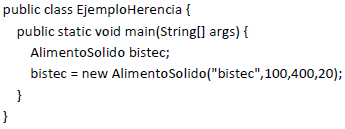 public class EjemploHerencia {
public static void main(String[] args) {
AlimentoSolido bistec;
bistec = new AlimentoSolido("bistec",100,400,20);
}
}